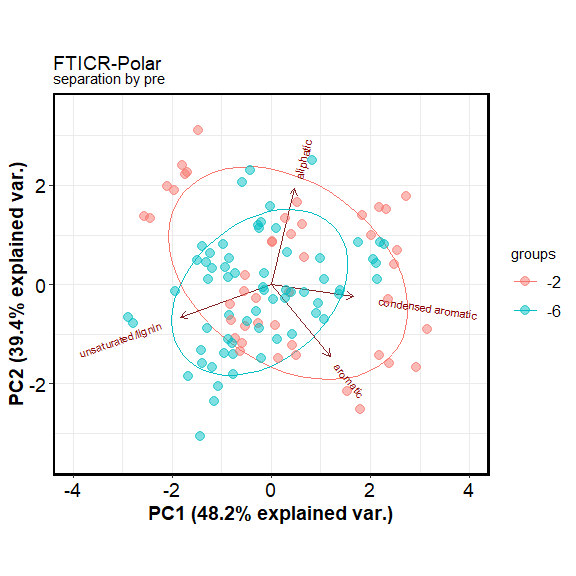 FTICR-Polar
separation by pre
PC2 (39.4% explained var.)
2
0
-2
aliphatic
condensed aromatic
unsaturated/lignin
aromatic
-4
-2
0
2
4
PC1 (48.2% explained var.)
groups
-2
-6